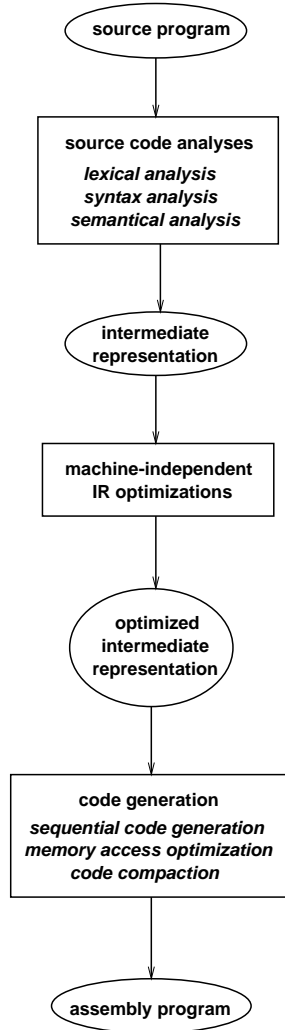 source program
source code analyses
lexical analysis
syntax analysis
semantical analysis
intermediate
representation
machine-independent
IR optimizations
optimized
intermediate
representation
code generation
sequential code generation
memory access optimization
code compaction
assembly program